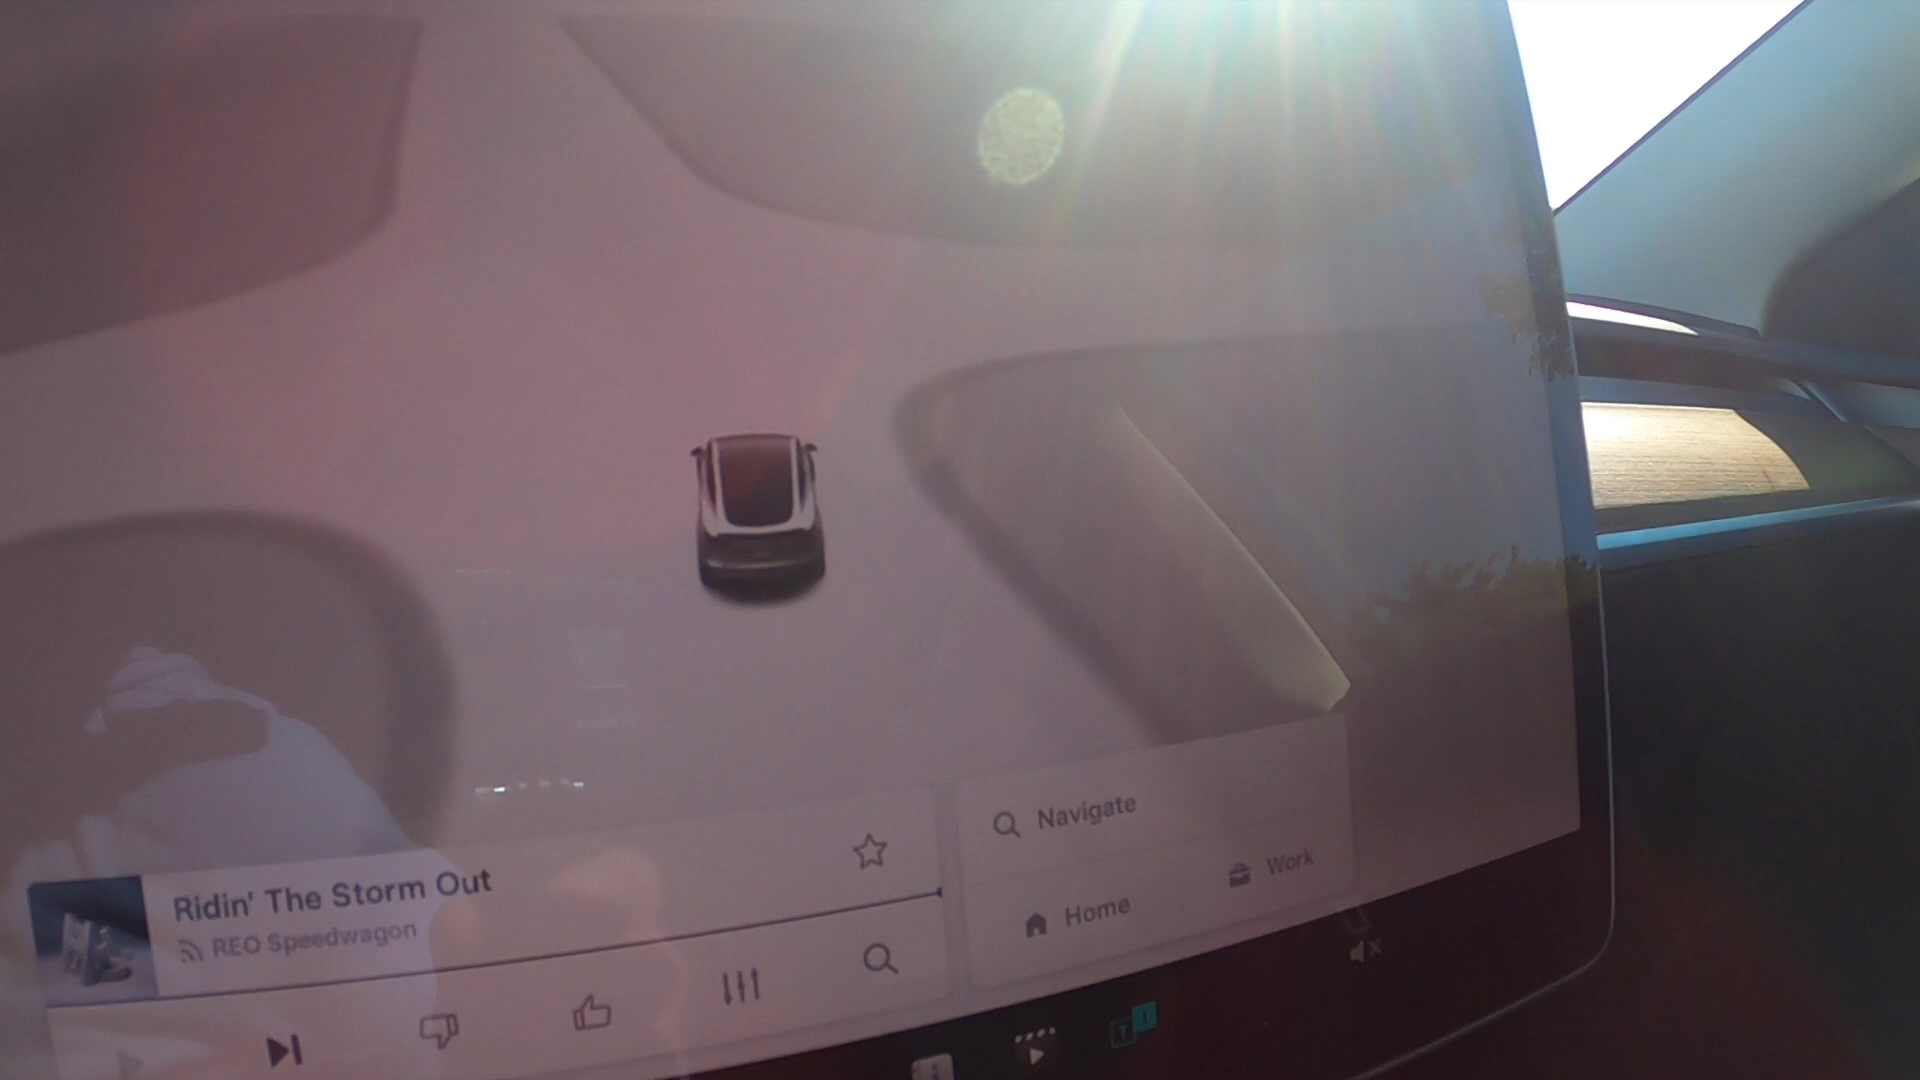 Ridin' The Storm Out
REO Speedwagon
Navigate
Home
Work
T